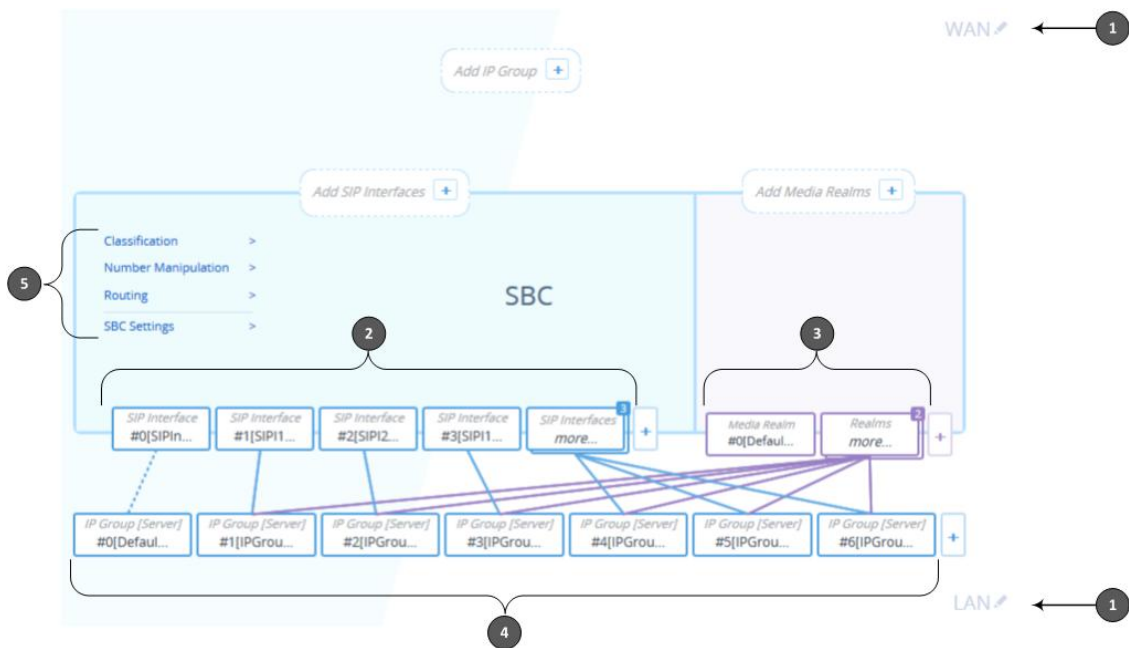 WAN
1
Add IP Group +
Add SIP Interfaces +
Add Media Realms +
Classification >
Number Manipulation >
Routing >
SBC Settings >
5
SBC
2
3
SIP Interface
#0[SIPIn...
SIP Interface
#1[SIPI1...
SIP Interface
#2[SIPI2...
SIP Interface
#3[SIPI1...
3
SIP Interfaces
more...
+
Media Realm
#0[Defaul...
2
Realms
more...
+
IP Group [Server]
#0[Defaul...
IP Group [Server]
#1[IPGrou...
IP Group [Server]
#2[IPGrou...
IP Group [Server]
#3[IPGrou...
IP Group [Server]
#4[IPGrou...
IP Group [Server]
#5[IPGrou...
IP Group [Server]
#6[IPGrou...
+
LAN
1
4